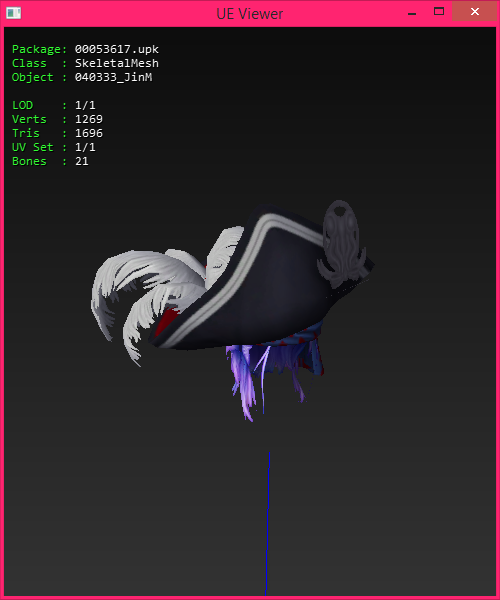 UE Viewer
Package: 00053617.upk
Class : SkeletalMesh
Object : 040333_JinM
LOD : 1/1
Verts : 1269
Tris : 1696
UV Set : 1/1
Bones : 21